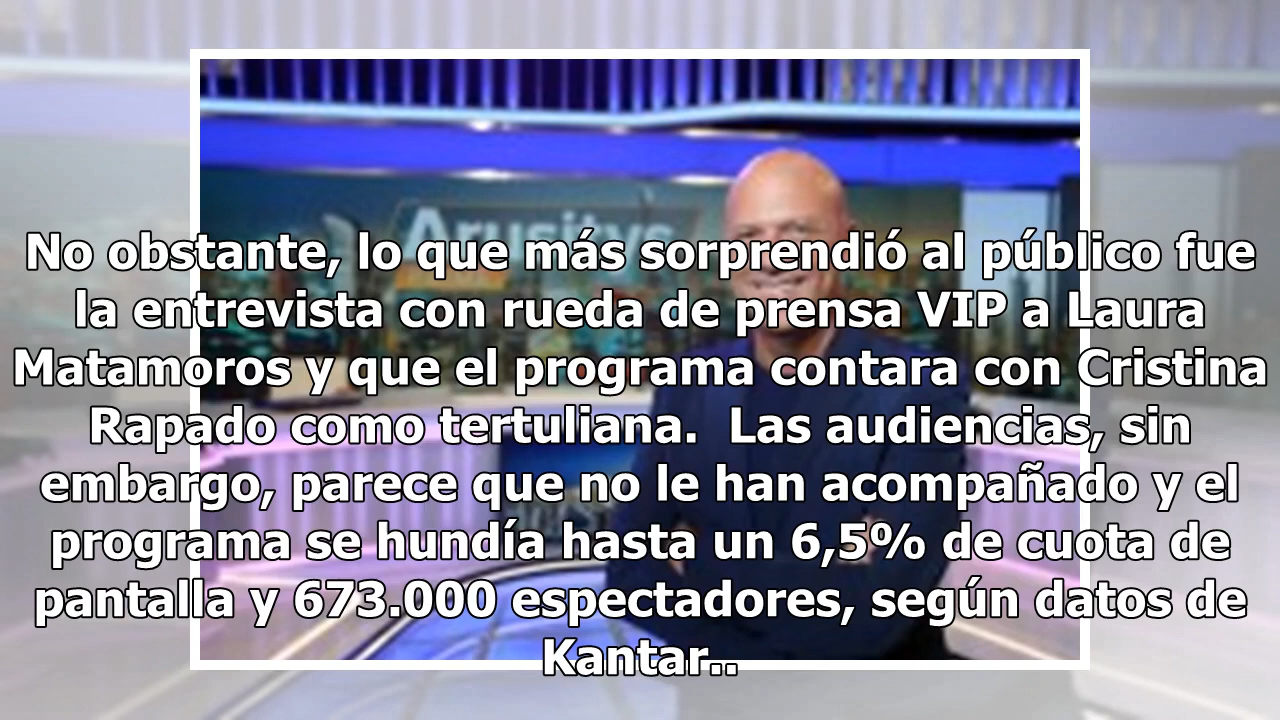 Arusitys
No obstante, lo que más sorprendió al público fue
la entrevista con rueda de prensa VIP a Laura
Matamoros y que el programa contara con Cristina
Rapado como tertuliana.  Las audiencias, sin
embargo, parece que no le han acompañado y el
programa se hundía hasta un 6,5% de cuota de
pantalla y 673.000 espectadores, según datos de
Kantar..